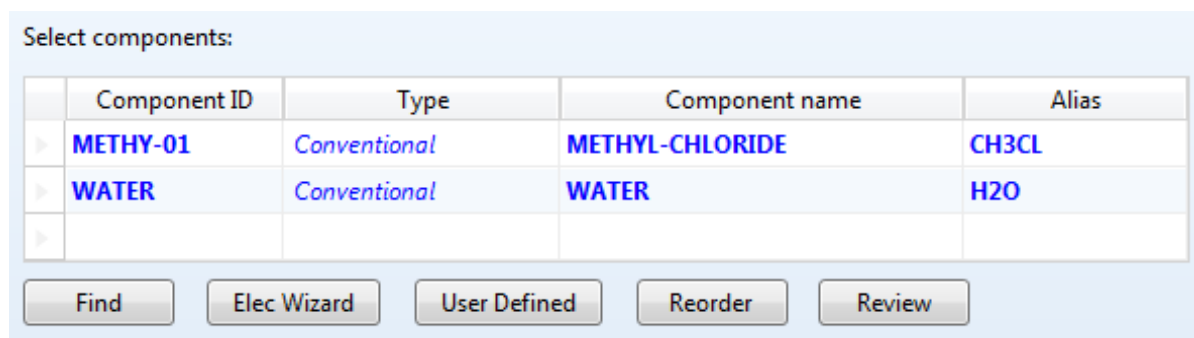 Select components:
Component ID Type Component name Alias
METHY-01 Conventional METHYL-CHLORIDE CH3CL
WATER Conventional WATER H2O
Find Elec Wizard User Defined Reorder Review